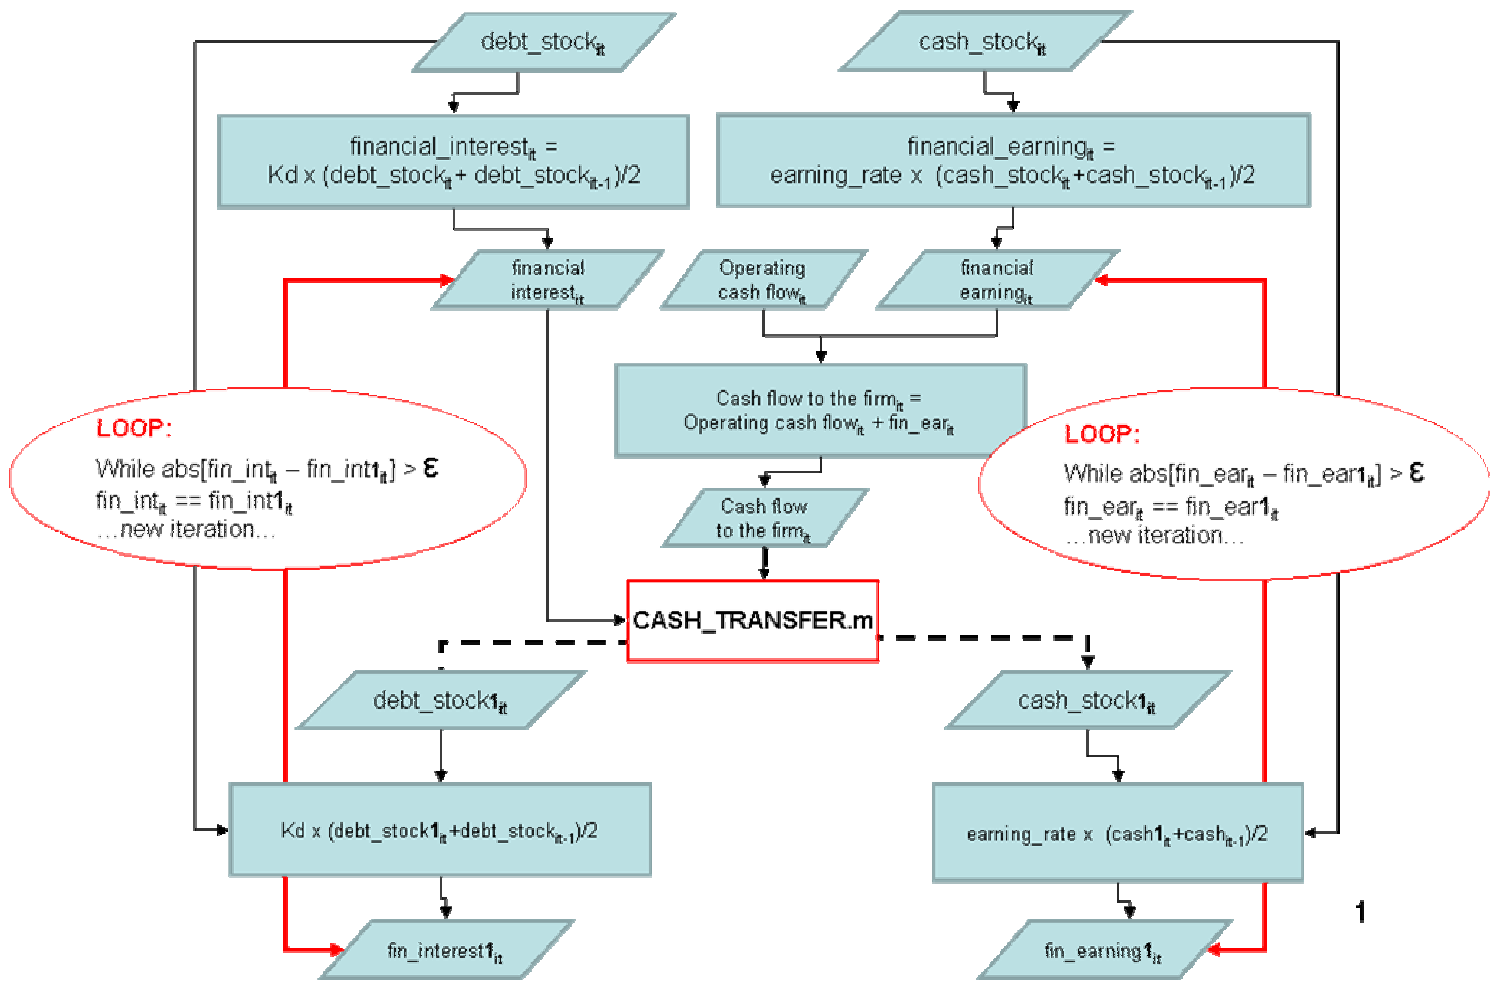 debt_stockit
cash_stockit
financial_interestit =
Kd x (debt_stockit+ debt_stockit-1)/2
financial_earningit =
earning_rate x (cash_stockit+cash_stockit-1)/2
financial
interestit
Operating
cash flowit
financial
earningit
Cash flow to the firmit =
Operating cash flowit + fin_earit
LOOP:
While abs[fin_intit – fin_int1it] > Ɛ
fin_intit == fin_int1it
...new iteration...
LOOP:
While abs[fin_earit – fin_ear1it] > Ɛ
fin_earit == fin_ear1it
...new iteration...
Cash flow
to the firmit
CASH_TRANSFER.m
debt_stock1it
cash_stock1it
Kd x (debt_stock1it+debt_stockit-1)/2
earning_rate x (cash1it+cashit-1)/2
1
fin_interest1it
fin_earning1it